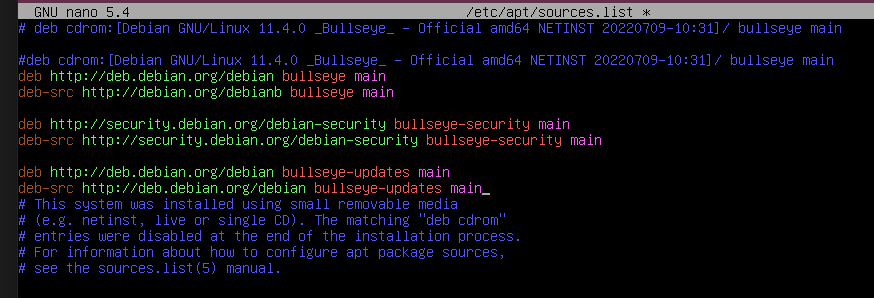 GNU nano 5.4 /etc/apt/sources.list *
# deb cdrom:[Debian GNU/Linux 11.4.0 _Bullseye_ - Official amd64 NETINST 20220709-10:31]/ bullseye main
#deb cdrom:[Debian GNU/Linux 11.4.0 _Bullseye_ - Official amd64 NETINST 20220709-10:31]/ bullseye main
deb http://deb.debian.org/debian bullseye main
deb-src http://deb.debian.org/debianb bullseye main
deb http://security.debian.org/debian-security bullseye-security main
deb-src http://security.debian.org/debian-security bullseye-security main
deb http://deb.debian.org/debian bullseye-updates main
deb-src http://deb.debian.org/debian bullseye-updates main_
# This system was installed using small removable media
# (e.g. netinst, live or single CD). The matching "deb cdrom"
# entries were disabled at the end of the installation process.
# For information about how to configure apt package sources,
# see the sources.list(5) manual.